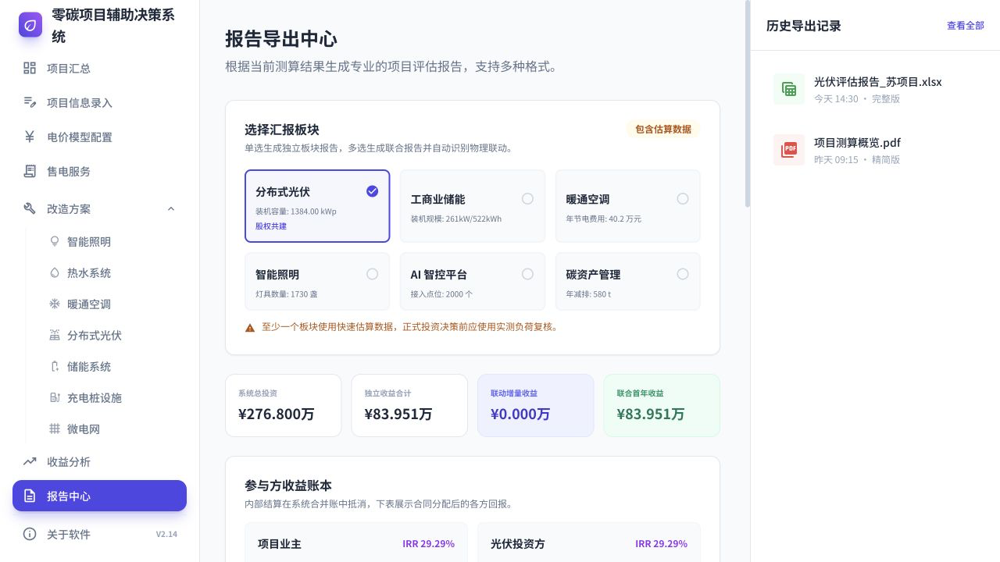 零碳项目辅助决策系
统
项目汇总
项目信息录入
电价模型配置
售电服务
改造方案
智能照明
热水系统
暖通空调
分布式光伏
储能系统
充电桩设施
微电网
收益分析
报告中心
关于软件
V2.14
报告导出中心
根据当前测算结果生成专业的项目评估报告，支持多种格式。
选择汇报板块
包含估算数据
单选生成独立板块报告，多选生成联合报告并自动识别物理联动。
分布式光伏
装机容量: 1384.00 kWp
股权共建
工商业储能
装机规模: 261kW/522kWh
暖通空调
年节电费用: 40.2 万元
智能照明
灯具数量: 1730 盏
AI 智控平台
接入点位: 2000 个
碳资产管理
年减排: 580 t
至少一个板块使用快速估算数据，正式投资决策前应使用实测负荷复核。
系统总投资
¥276.800万
独立收益合计
¥83.951万
联动增量收益
¥0.000万
联合首年收益
¥83.951万
参与方收益账本
内部结算在系统合并账中抵消，下表展示合同分配后的各方回报。
项目业主
IRR 29.29%
光伏投资方
IRR 29.29%
历史导出记录
查看全部
光伏评估报告_苏项目.xlsx
今天 14:30 • 完整版
PDF
项目测算概览.pdf
昨天 09:15 • 精简版